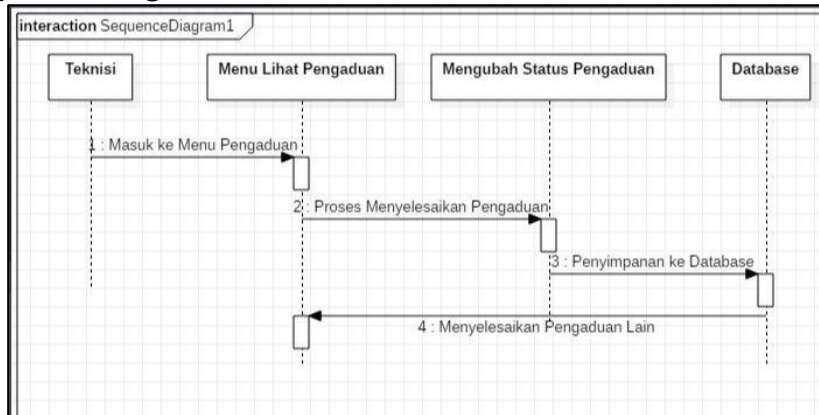 interaction SequenceDiagram1
Teknisi
Menu Lihat Pengaduan
Mengubah Status Pengaduan
Database
1 : Masuk ke Menu Pengaduan
2 : Proses Menyelesaikan Pengaduan
3 : Penyimpanan ke Database
4 : Menyelesaikan Pengaduan Lain